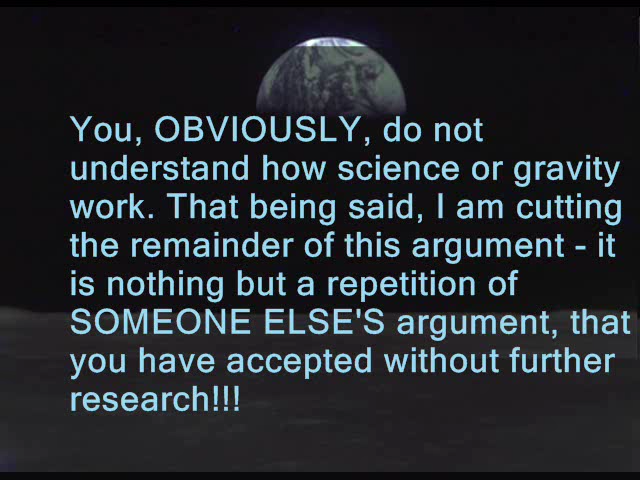 You, OBVIOUSLY, do not
understand how science or gravity
work. That being said, I am cutting
the remainder of this argument - it
is nothing but a repetition of
SOMEONE ELSE'S argument, that
you have accepted without further
research!!!